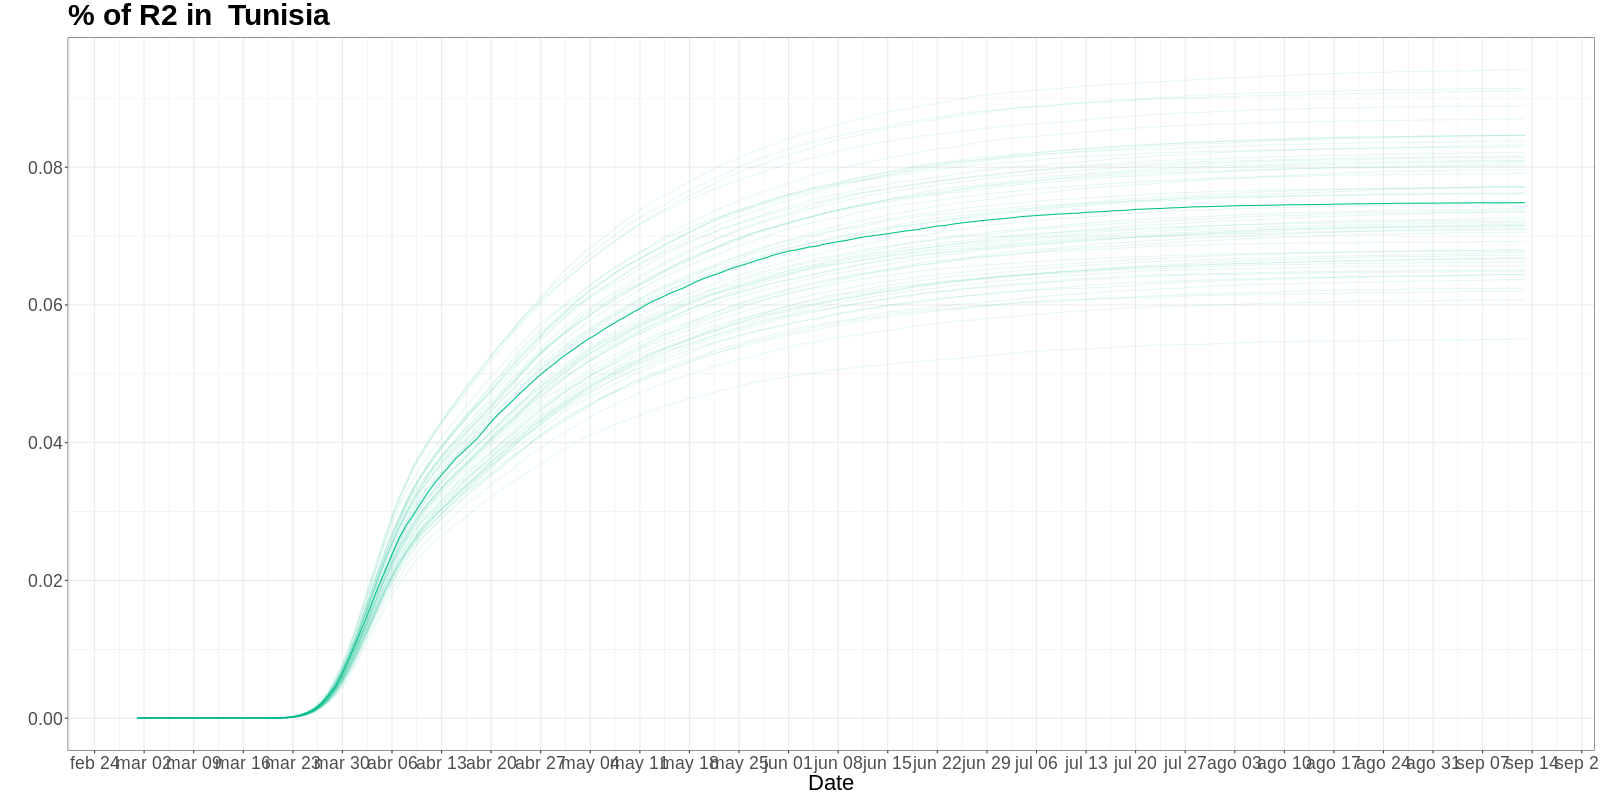 % of R2 in  Tunisia
0.08
0.06
0.04
0.02
0.00
feb 24 mar 02 mar 09 mar 16 mar 23 mar 30 abr 06 abr 13 abr 20 abr 27 may 04 may 11 may 18 may 25 jun 01 jun 08 jun 15 jun 22 jun 29 jul 06 jul 13 jul 20 jul 27 ago 03 ago 10 ago 17 ago 24 ago 31 sep 07 sep 14 sep 2
Date